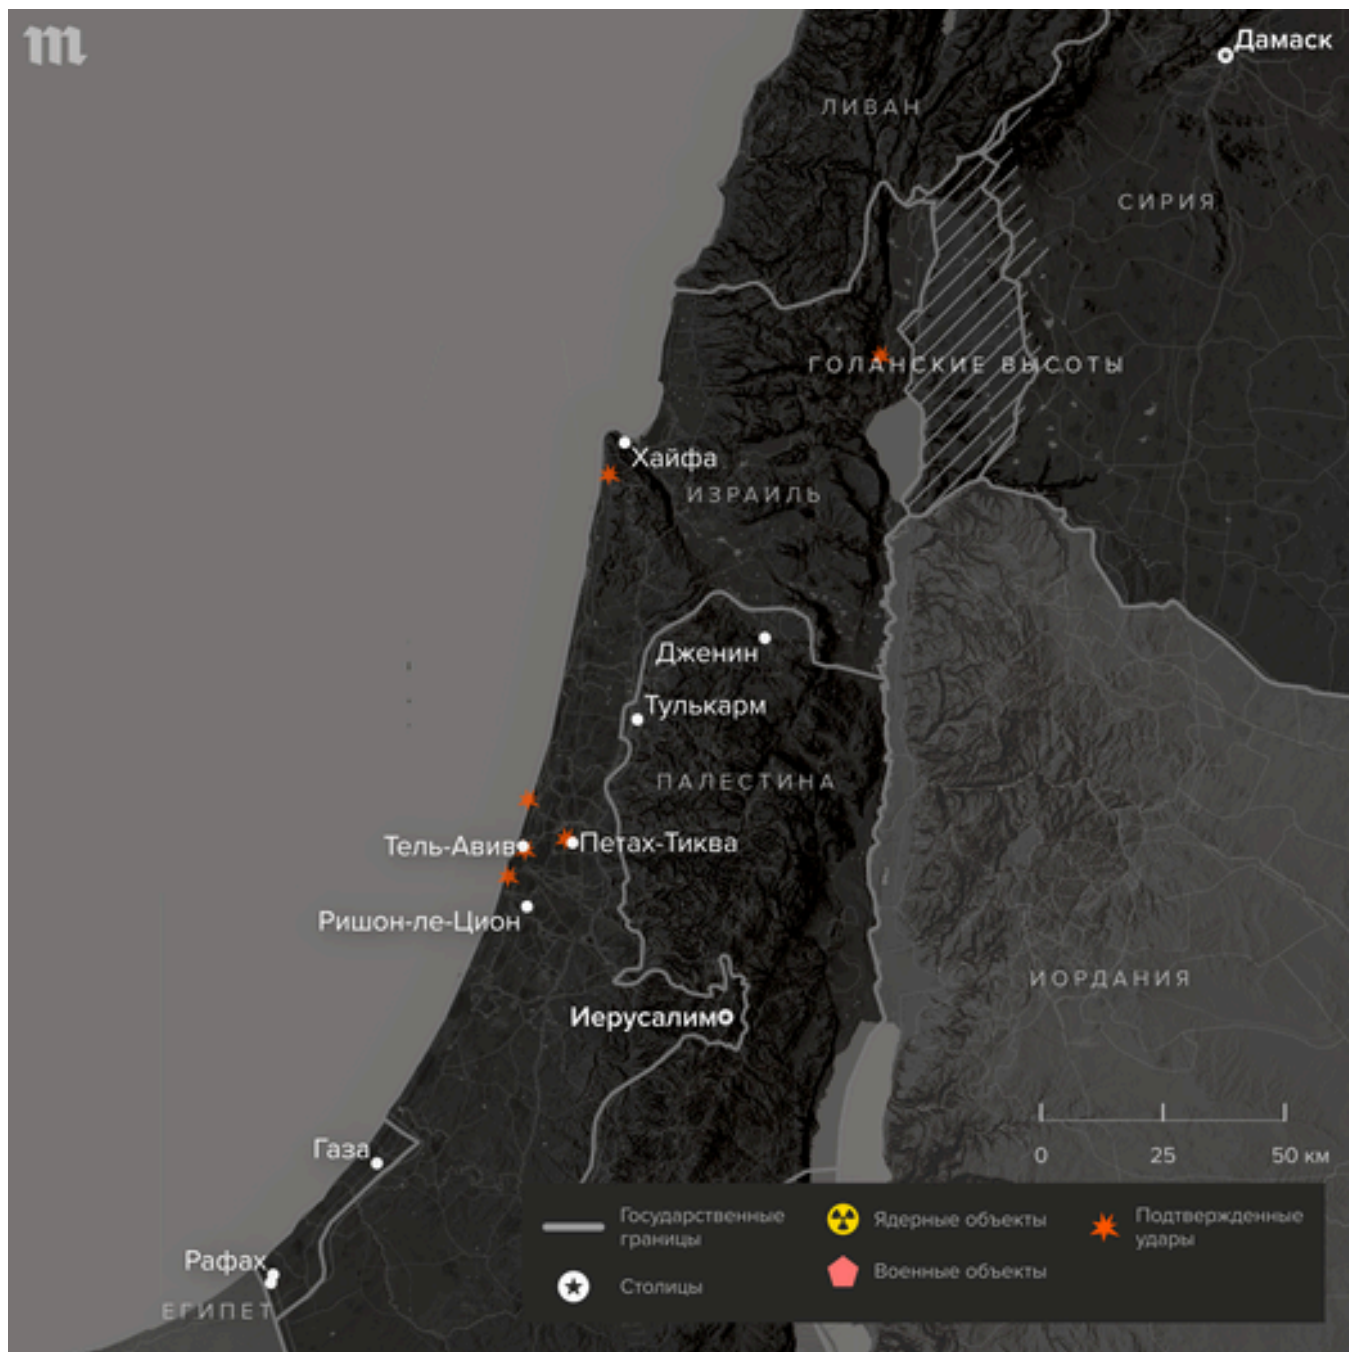 m
Дамаск
ЛИВАН
СИРИЯ
ГОЛАНСКИЕ ВЫСОТЫ
Хайфа
ИЗРАИЛЬ
Дженин
Тулькарм
ПАЛЕСТИНА
Тель-Авив
Петах-Тиква
Ришон-ле-Цион
ИОРДАНИЯ
Иерусалим
Газа
0 25 50 км
Рафах
ЕГИПЕТ
Государственные
границы
Столицы
Ядерные объекты
Военные объекты
Подтвержденные
удары